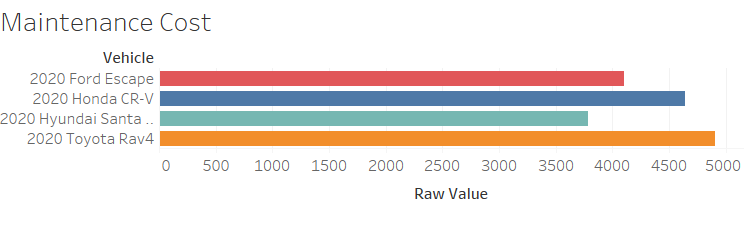 Maintenance Cost
Vehicle
2020 Ford Escape
2020 Honda CR-V
2020 Hyundai Santa ..
2020 Toyota Rav4
0 500 1000 1500 2000 2500 3000 3500 4000 4500 5000
Raw Value